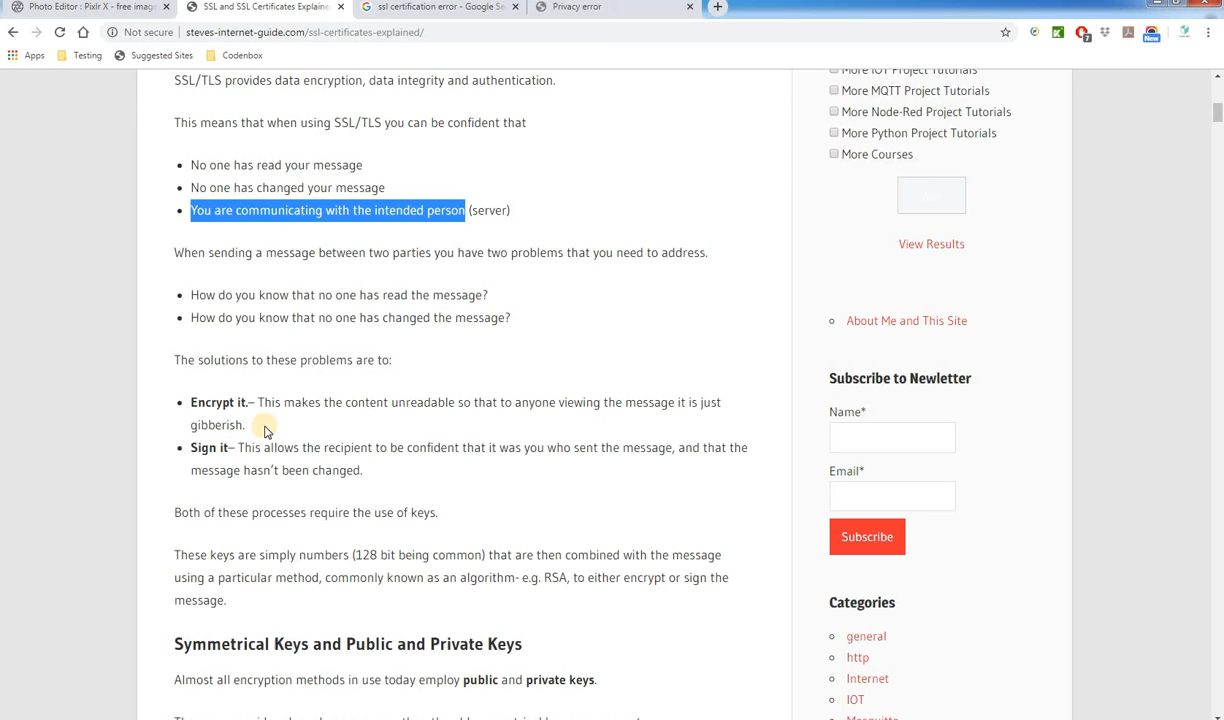 Photo Editor : Pixlr X - free imag
SSL and SSL Certificates Explaine
ssl certification error - Google Se
Privacy error
Not secure
steves-internet-guide.com/ssl-certificates-explained/
7
New
Apps
Testing
Suggested Sites
Codenbox
SSL/TLS provides data encryption, data integrity and authentication.
This means that when using SSL/TLS you can be confident that
No one has read your message
No one has changed your message
You are communicating with the intended person (server)
When sending a message between two parties you have two problems that you need to address.
How do you know that no one has read the message?
How do you know that no one has changed the message?
The solutions to these problems are to:
Encrypt it.– This makes the content unreadable so that to anyone viewing the message it is just
gibberish.
Sign it– This allows the recipient to be confident that it was you who sent the message, and that the
message hasn't been changed.
Both of these processes require the use of keys.
These keys are simply numbers (128 bit being common) that are then combined with the message
using a particular method, commonly known as an algorithm- e.g. RSA, to either encrypt or sign the
message.
Symmetrical Keys and Public and Private Keys
Almost all encryption methods in use today employ public and private keys.
More IOT Project Tutorials
More MQTT Project Tutorials
More Node-Red Project Tutorials
More Python Project Tutorials
More Courses
View Results
About Me and This Site
Subscribe to Newletter
Name*
Email*
Subscribe
Categories
general
http
Internet
IOT